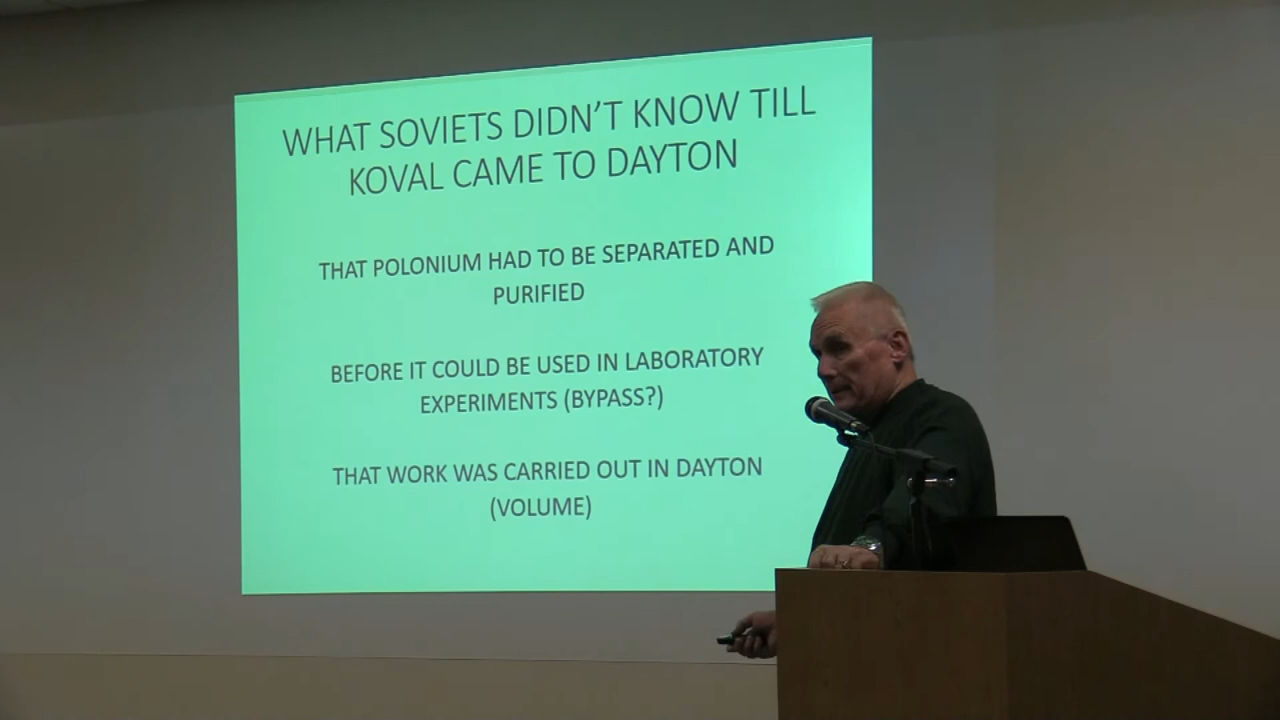 WHAT SOVIETS DIDN'T KNOW TILL
KOVAL CAME TO DAYTON
THAT POLONIUM HAD TO BE SEPARATED AND
PURIFIED
BEFORE IT COULD BE USED IN LABORATORY
EXPERIMENTS (BYPASS?)
THAT WORK WAS CARRIED OUT IN DAYTON
(VOLUME)